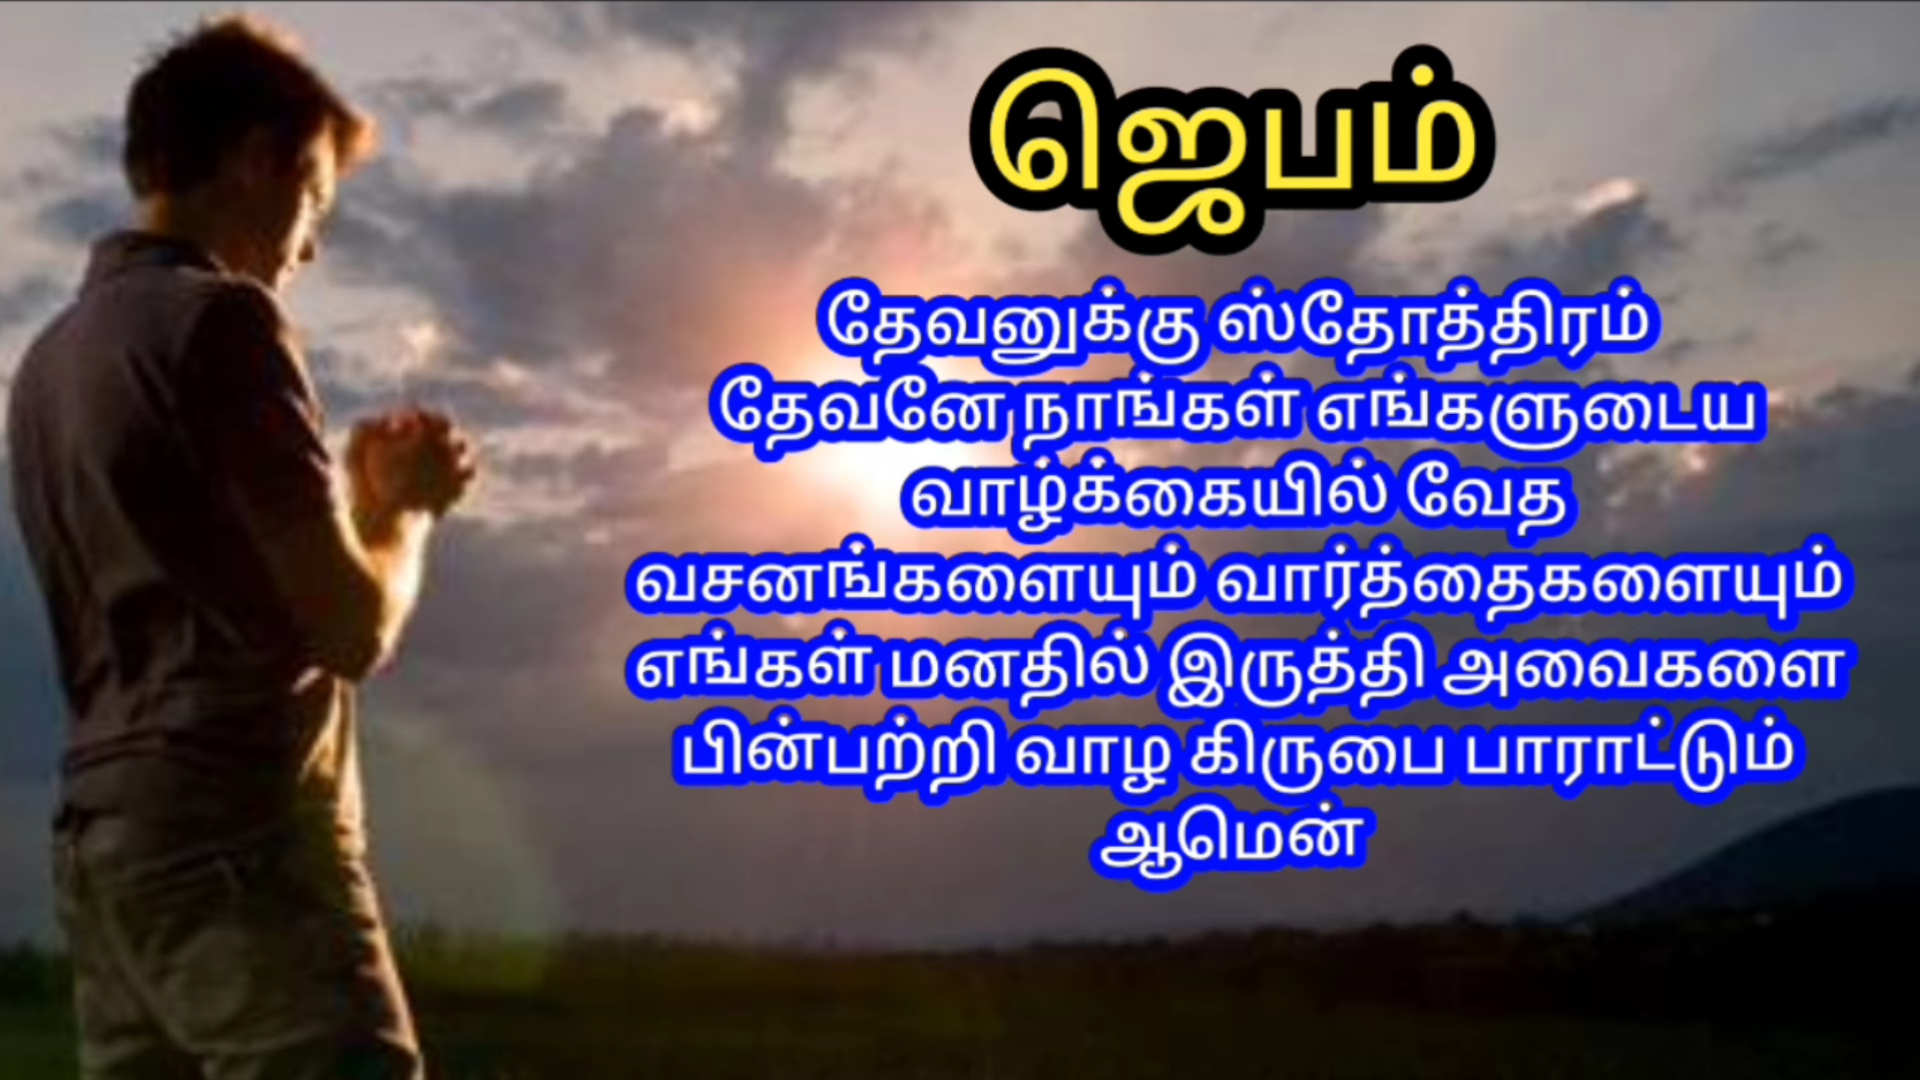 ஜெபம்
தேவனுக்கு ஸ்தோத்திரம்
தேவனே நாங்கள் எங்களுடைய
வாழ்க்கையில் வேத
வசனங்களையும் வார்த்தைகளையும்
எங்கள் மனதில் இருத்தி அவைகளை
பின்பற்றி வாழ கிருபை பாராட்டும்
ஆமென்